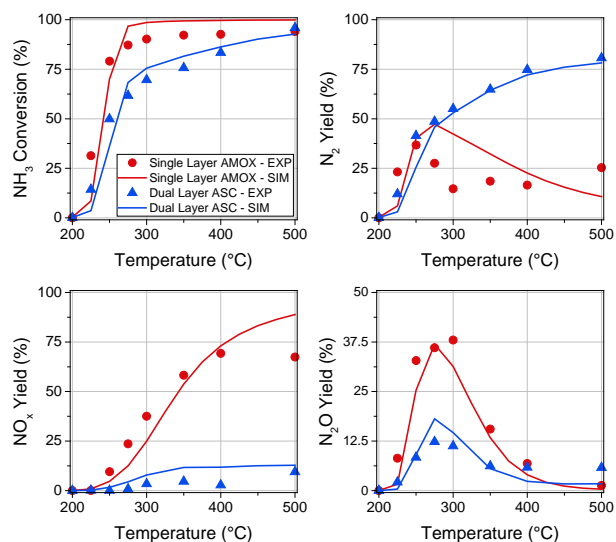 NH3 Conversion (%)
100
75
50
25
0
Single Layer AMOX - EXP
Single Layer AMOX - SIM
Dual Layer ASC - EXP
Dual Layer ASC - SIM
200 300 400 500
Temperature (°C)
N2 Yield (%)
100
75
50
25
0
200 300 400 500
Temperature (°C)
NOx Yield (%)
100
75
50
25
0
200 300 400 500
Temperature (°C)
N2O Yield (%)
50
37.5
25
12.5
0
200 300 400 500
Temperature (°C)